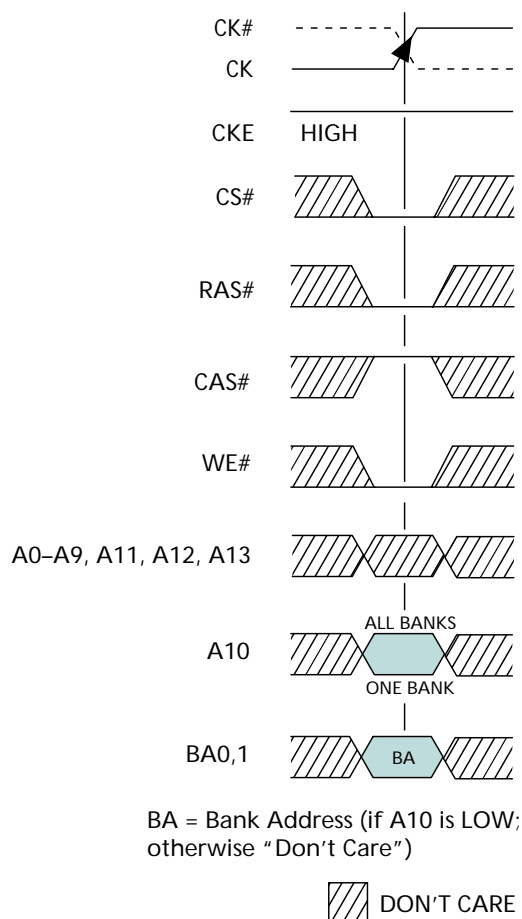 CK#
CK
CKE HIGH
CS#
RAS#
CAS#
WE#
A0–A9, A11, A12, A13
ALL BANKS
A10
ONE BANK
BA0,1 BA
BA = Bank Address (if A10 is LOW;
otherwise “Don’t Care”)
DON’T CARE